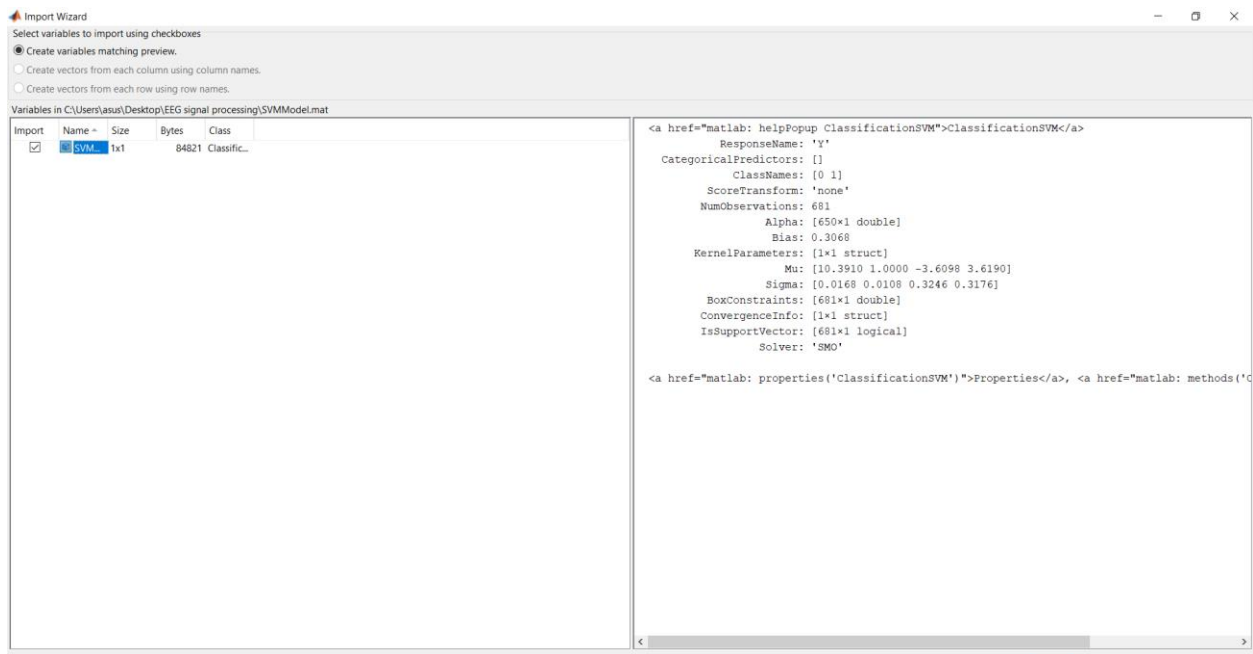 Import Wizard
Select variables to import using checkboxes
Create variables matching preview.
Create vectors from each column using column names.
Create vectors from each row using row names.
Variables in C:\Users\asus\Desktop\EEG signal processing\SVMModel.mat
Import Name Size Bytes Class
SVM... 1x1 84821 Classific...
<a href="matlab: helpPopup ClassificationSVM">ClassificationSVM</a>
ResponseName: 'Y'
CategoricalPredictors: []
ClassNames: [0 1]
ScoreTransform: 'none'
NumObservations: 681
Alpha: [650×1 double]
Bias: 0.3068
KernelParameters: [1×1 struct]
Mu: [10.3910 1.0000 -3.6098 3.6190]
Sigma: [0.0168 0.0108 0.3246 0.3176]
BoxConstraints: [681×1 double]
ConvergenceInfo: [1×1 struct]
IsSupportVector: [681×1 logical]
Solver: 'SMO'
<a href="matlab: properties('ClassificationSVM')">Properties</a>, <a href="matlab: methods('C